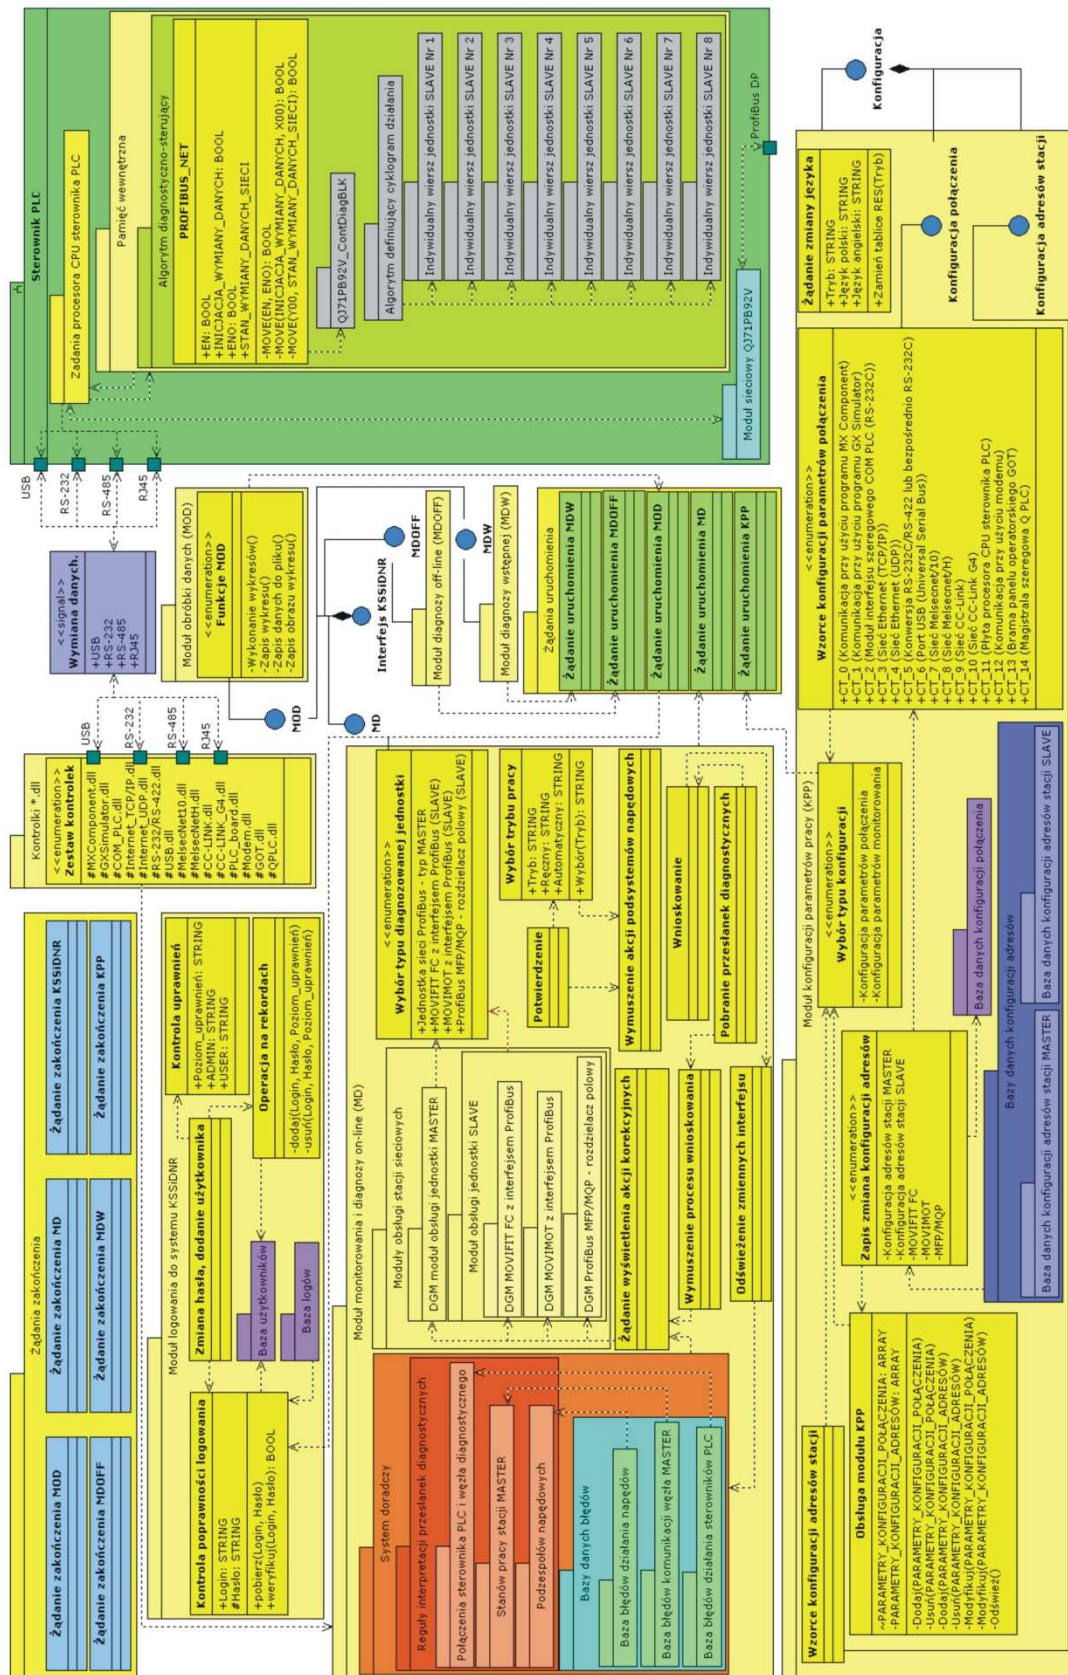 Żądania zakończenia
Żądanie zakończenia MOD
Żądanie zakończenia MD
Żądanie zakończenia KSSiDNR
Żądanie zakończenia MDOFF
Żądanie zakończenia MDW
Żądanie zakończenia KPP
Moduł logowania do systemu KSSiDNR
Kontrola poprawności logowania
+Login: STRING
#Hasło: STRING
+pobierz(Login, Hasło)
+weryfikuj(Login, Hasło): BOOL
Zmiana hasła, dodanie użytkownika
Baza użytkowników
Baza logów
Kontrola uprawnień
+Poziom_uprawnień: STRING
+ADMIN: STRING
+USER: STRING
Operacja na rekordach
-dodaj(Login, Hasło, Poziom_uprawnień)
-usuń(Login, Hasło, Poziom_uprawnień)
Kontrolki *.dll
<<enumeration>>
Zestaw kontrolek
#MXComponent.dll
#GXSimulator.dll
#COM_PLC.dll
#Internet_TCP/IP.dll
#Internet_UDP.dll
#RS-232/RS-422.dll
#USB.dll
#MelsecNet10.dll
#MelsecNetH.dll
#CC-LINK.dll
#CC-LINK_G4.dll
#PLC_board.dll
#Modem.dll
#GOT.dll
#QPLC.dll
USB
RS-232
RS-485
RJ45
<<signal>>
Wymiana danych.
+USB
+RS-232
+RS-485
+RJ45
USB
RS-232
RS-485
RJ45
Sterownik PLC
Zadania procesora CPU sterownika PLC
Pamięć wewnętrzna
Algorytm diagnostyczno-sterujący
PROFIBUS_NET
+EN: BOOL
+INICJACJA_WYMIANY_DANYCH: BOOL
+ENO: BOOL
+STAN_WYMIANY_DANYCH_SIECI
-MOVE(EN, ENO): BOOL
-MOVE(INICJACJA_WYMIANY_DANYCH, X00): BOOL
-MOVE(Y00, STAN_WYMIANY_DANYCH_SIECI): BOOL
QJ71PB92V_ContDiagBLK
Algorytm definiujący cyklogram działania
Indywidualny wiersz jednostki SLAVE Nr 1
Indywidualny wiersz jednostki SLAVE Nr 2
Indywidualny wiersz jednostki SLAVE Nr 3
Indywidualny wiersz jednostki SLAVE Nr 4
Indywidualny wiersz jednostki SLAVE Nr 5
Indywidualny wiersz jednostki SLAVE Nr 6
Indywidualny wiersz jednostki SLAVE Nr 7
Indywidualny wiersz jednostki SLAVE Nr 8
Moduł sieciowy QJ71PB92V
ProfiBus DP
Moduł obróbki danych (MOD)
<<enumeration>>
Funkcje MOD
-Wykonanie wykresów()
-Zapis wykresu()
-Zapis danych do pliku()
-Zapis obrazu wykresu()
MOD
MD
Interfejs KSSiDNR
MDOFF
MDW
Moduł diagnozy off-line (MDOFF)
Moduł diagnozy wstępnej (MDW)
Żądania uruchomienia
Żądanie uruchomienia MDW
Żądanie uruchomienia MDOFF
Żądanie uruchomienia MOD
Żądanie uruchomienia MD
Żądanie uruchomienia KPP
Moduł monitorowania i diagnozy on-line (MD)
System doradczy
Reguły interpretacji przesłanek diagnostycznych
Połączenia sterownika PLC i węzła diagnostycznego
Stanów pracy stacji MASTER
Podzespołów napędowych
Bazy danych błędów
Baza błędów działania napędów
Baza błędów komunikacji węzła MASTER
Baza błędów działania sterowników PLC
Moduły obsługi stacji sieciowych
DGM moduł obsługi jednostki MASTER
Moduł obsługi jednostki SLAVE
DGM MOVIFIT FC z interfejsem ProfiBus
DGM MOVIMOT z interfejsem ProfiBus
DGM ProfiBus MFP/MQP - rozdzielacz polowy
Żądanie wyświetlenia akcji korekcyjnych
Wymuszenie procesu wnioskowania
Odświeżenie zmiennych interfejsu
<<enumeration>>
Wybór typu diagnozowanej jednostki
+Jednostka sieci ProfiBus - typ MASTER
+MOVIFIT FC z interfejsem ProfiBus (SLAVE)
+MOVIMOT z interfejsem ProfiBus (SLAVE)
+ProfiBus MFP/MQP - rozdzielacz polowy (SLAVE)
Potwierdzenie
Wybór trybu pracy
+Tryb: STRING
+Ręczny: STRING
+Automatyczny: STRING
+Wybór(Tryb): STRING)
Wymuszenie akcji podsystemów napędowych
Wnioskowanie
Pobranie przesłanek diagnostycznych
Moduł konfiguracji parametrów pracy (KPP)
Wzorce konfiguracji adresów stacji
Obsługa modułu KPP
~PARAMETRY_KONFIGURACJI_POŁĄCZENIA: ARRAY
-PARAMETRY_KONFIGURACJI_ADRESÓW: ARRAY
-Dodaj(PARAMETRY_KONFIGURACJI_POŁĄCZENIA)
-Usuń(PARAMETRY_KONFIGURACJI_POŁĄCZENIA)
-Dodaj(PARAMETRY_KONFIGURACJI_ADRESÓW)
-Usuń(PARAMETRY_KONFIGURACJI_ADRESÓW)
-Modyfikuj(PARAMETRY_KONFIGURACJI_POŁĄCZENIA)
-Modyfikuj(PARAMETRY_KONFIGURACJI_ADRESÓW)
-Odśwież()
<<enumeration>>
Zapis zmiana konfiguracji adresów
-Konfiguracja adresów stacji MASTER
-Konfiguracja adresów stacji SLAVE
-MOVIFIT FC
-MOVIMOT
-MFP/MQP
<<enumeration>>
Wybór typu konfiguracji
-Konfiguracja parametrów połączenia
-Konfiguracja parametrów monitorowania
Baza danych konfiguracji połączenia
Bazy danych konfiguracji adresów
Baza danych konfiguracji adresów stacji MASTER
Baza danych konfiguracji adresów stacji SLAVE
<<enumeration>>
Wzorce konfiguracji parametrów połączenia
+CT_0 (Komunikacja przy użyciu programu MX Component)
+CT_1 (Komunikacja przy użyciu programu GX Simulator)
+CT_2 (Moduł interfejsu szeregowego COM PLC (RS-232C))
+CT_3 (Sieć Ethernet (TCP/IP))
+CT_4 (Sieć Ethernet (UDP))
+CT_5 (Konwersja RS-232C/RS-422 lub bezpośrednio RS-232C)
+CT_6 (Port USB (Universal Serial Bus))
+CT_7 (Sieć Melsecnet/10)
+CT_8 (Sieć Melsecnet/H)
+CT_9 (Sieć CC-Link)
+CT_10 (Sieć CC-Link G4)
+CT_11 (Płyta procesora CPU sterownika PLC)
+CT_12 (Komunikacja przy użyciu modemu)
+CT_13 (Brama panelu operatorskiego GOT)
+CT_14 (Magistrala szeregowa Q PLC)
Żądanie zmiany języka
+Tryb: STRING
+Język polski: STRING
+Język angielski: STRING
+Zamień tablice RES(Tryb)
Konfiguracja
Konfiguracja połączenia
Konfiguracja adresów stacji